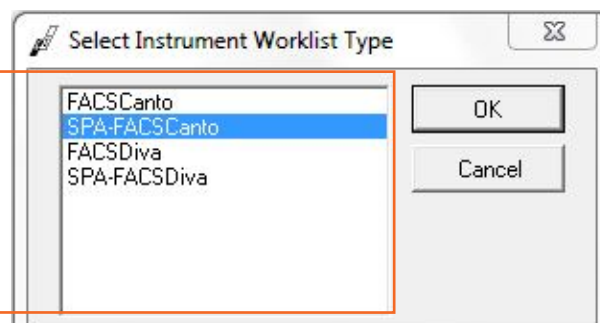 Select Instrument Worklist Type
FACSCanto
SPA-FACSCanto
FACSDiva
SPA-FACSDiva
OK
Cancel